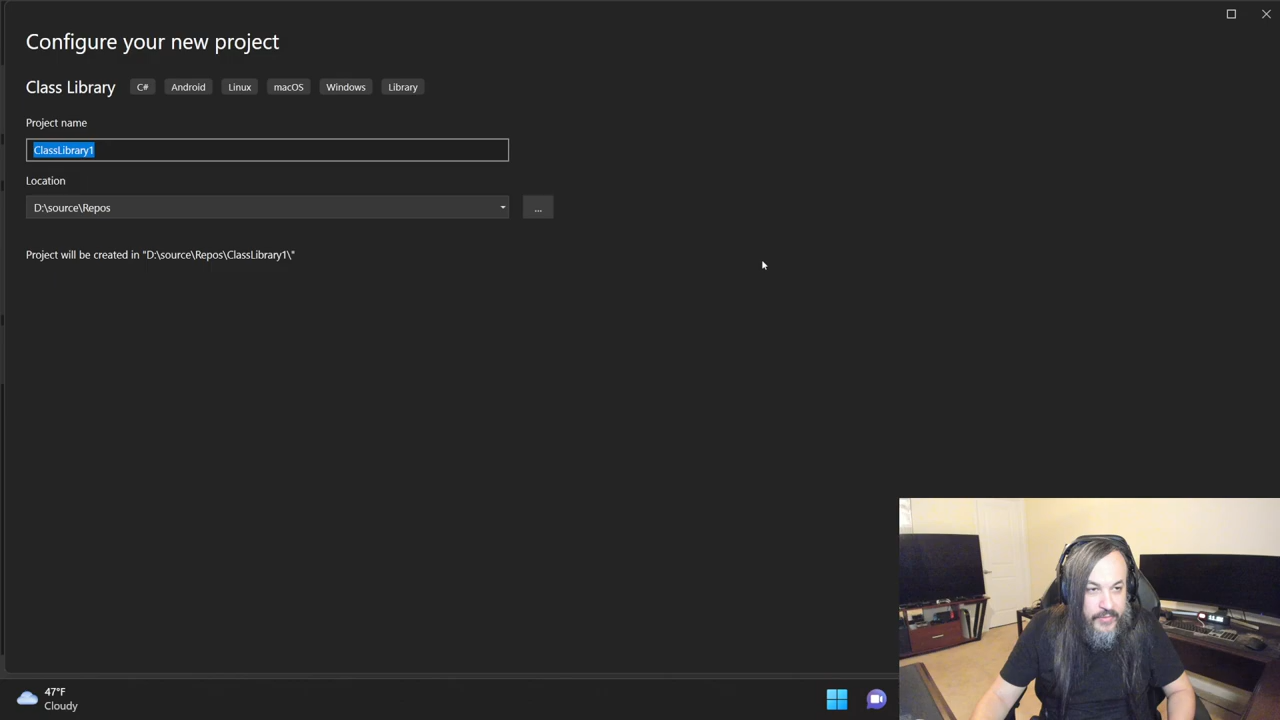 Configure your new project
Class Library C# Android Linux macOS Windows Library
Project name
ClassLibrary1
Location
D:\source\Repos
...
Project will be created in "D:\source\Repos\ClassLibrary1\"
47°F
Cloudy